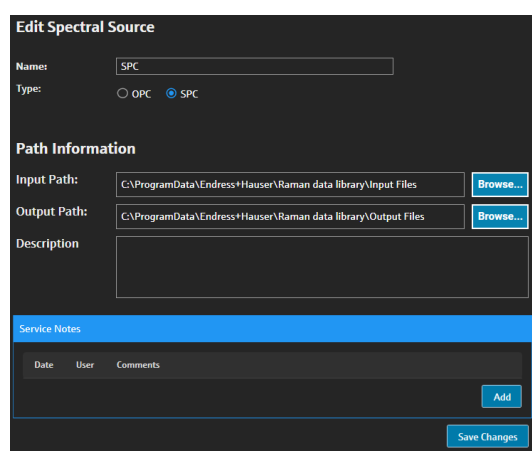 Edit Spectral Source
Name: SPC
Type: OPC SPC
Path Information
Input Path: C:\ProgramData\Endress+Hauser\Raman data library\Input Files Browse...
Output Path: C:\ProgramData\Endress+Hauser\Raman data library\Output Files Browse...
Description
Service Notes
Date User Comments
Add
Save Changes